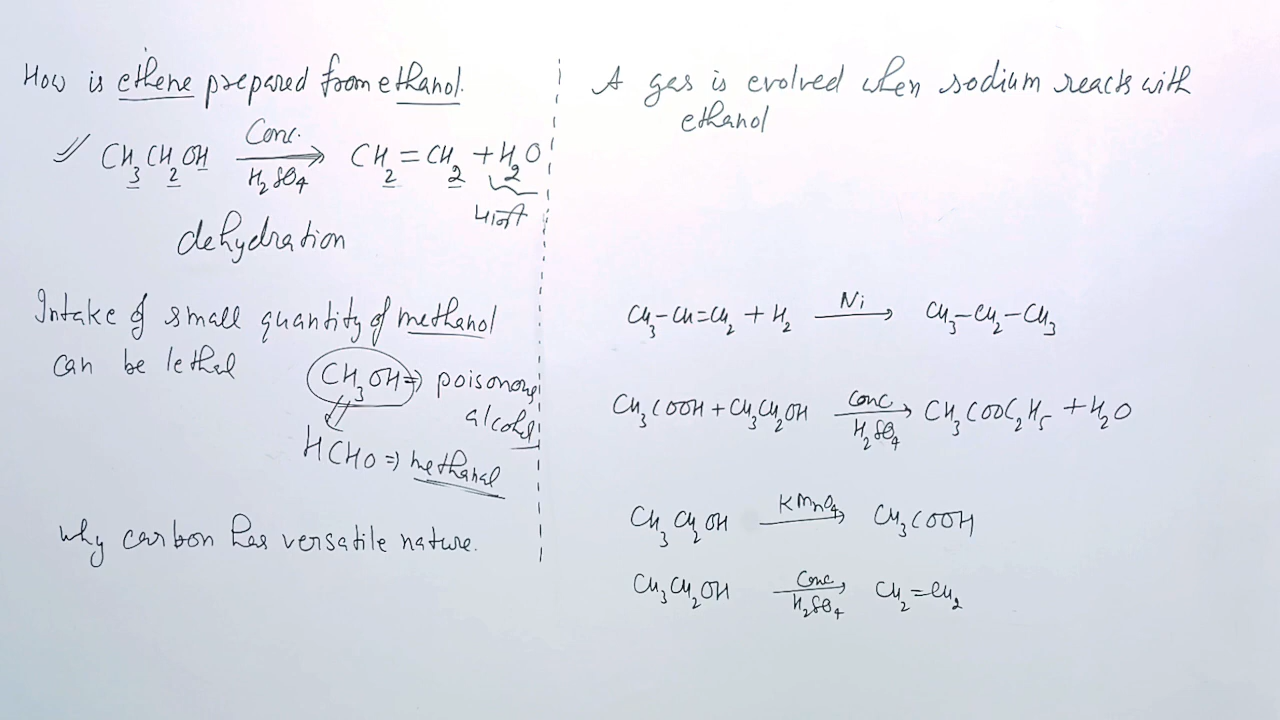 How is ethene prepared from ethanol.
CH₃CH₂OH Conc. H₂SO₄ → CH₂=CH₂ + H₂O
dehydration
Intake of small quantity of methanol
can be lethal
CH₃OH ⇒ poisonous
alcohol
HCHO ⇒ methanal
why carbon has versatile nature.
A gas is evolved when sodium reacts with
ethanol
CH₃-CH=CH₂ + H₂ Ni → CH₃-CH₂-CH₃
CH₃COOH + CH₃CH₂OH Conc. H₂SO₄ → CH₃COOC₂H₅ + H₂O
CH₃CH₂OH KMnO₄ → CH₃COOH
CH₃CH₂OH Conc. H₂SO₄ → CH₂=CH₂